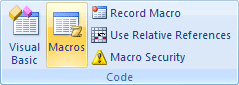 Visual
Basic
Macros
Record Macro
Use Relative References
Macro Security
Code